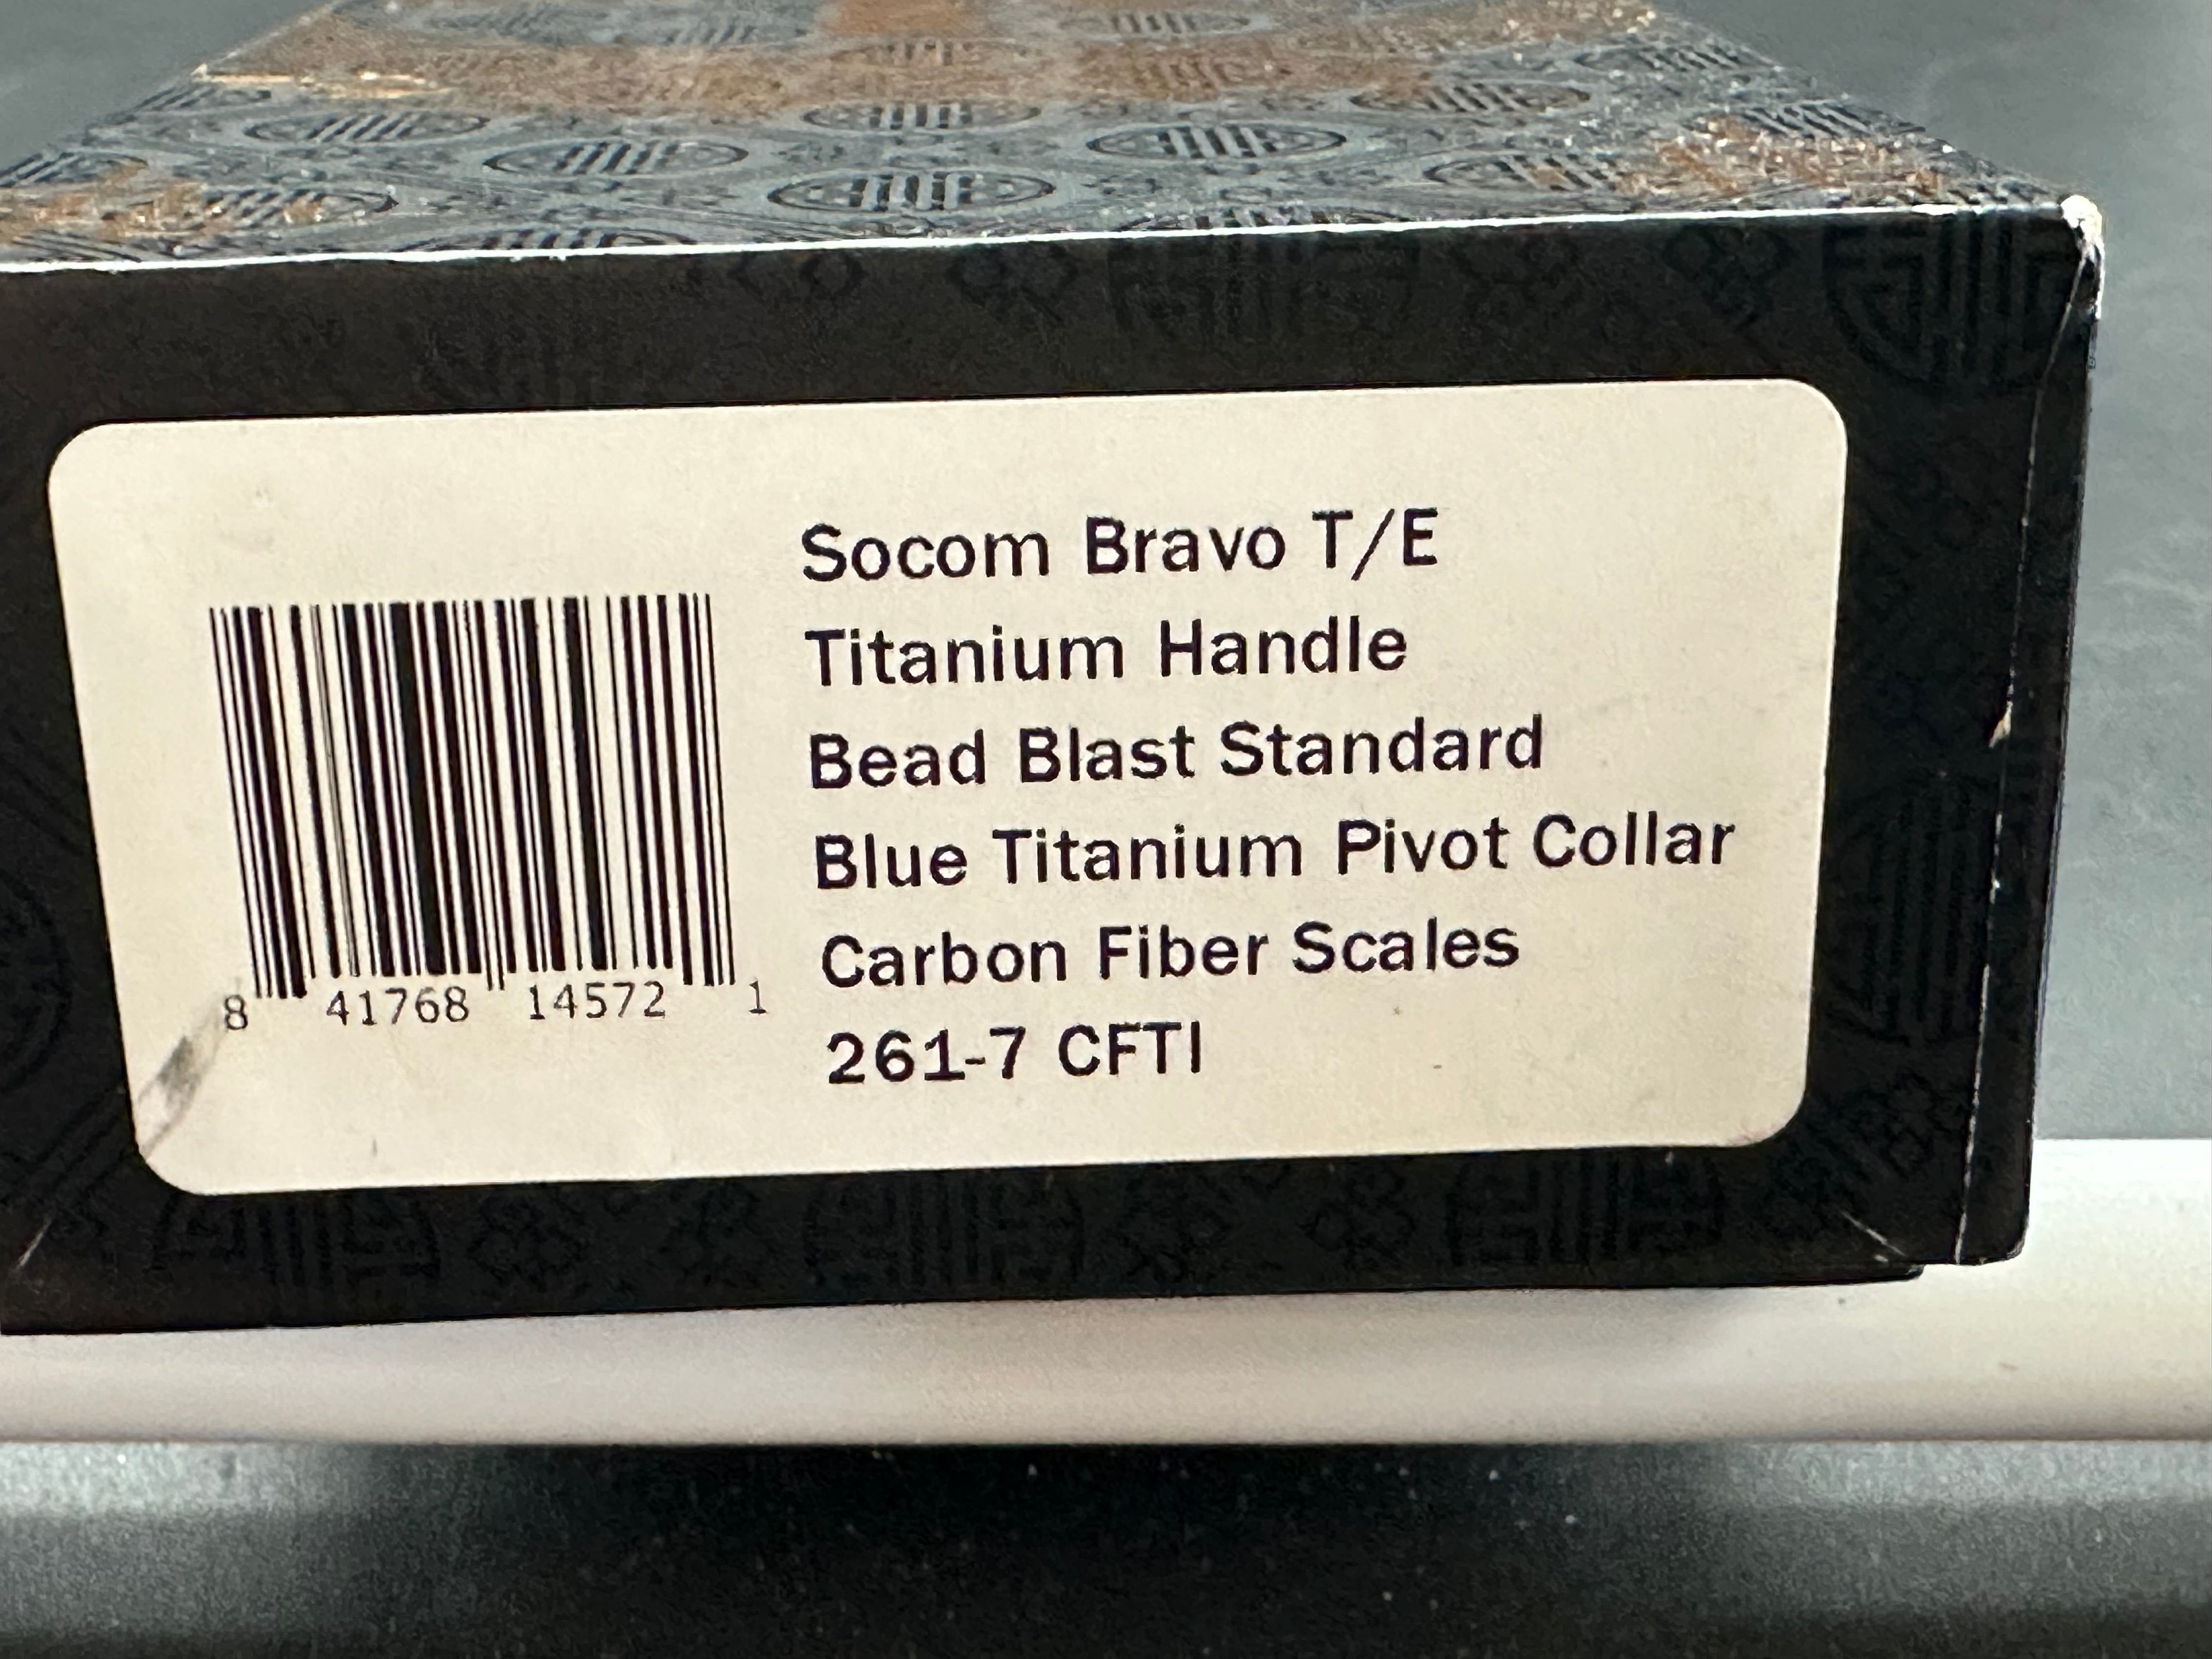 Socom Bravo T/E
Titanium Handle
Bead Blast Standard
Blue Titanium Pivot Collar
Carbon Fiber Scales
261-7 CFTI
8 41768 14572 1